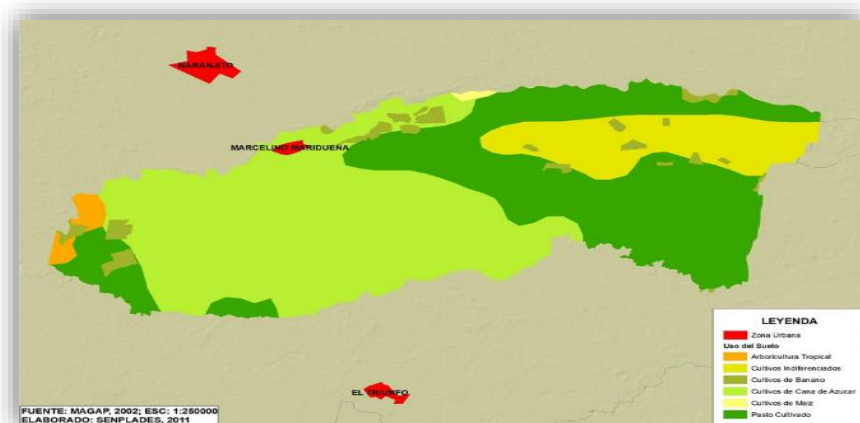 NARANJITO
MARCELINO MARIDUEÑA
EL TRIUNFO
LEYENDA
Zona Urbana
Uso del Suelo
Arboricultura Tropical
Cultivos Indiferenciados
Cultivos de Banano
Cultivos de Cana de Azucar
Cultivos de Maiz
Pasto Cultivado
FUENTE: MAGAP, 2002; ESC: 1:250000
ELABORADO: SENPLADES, 2011